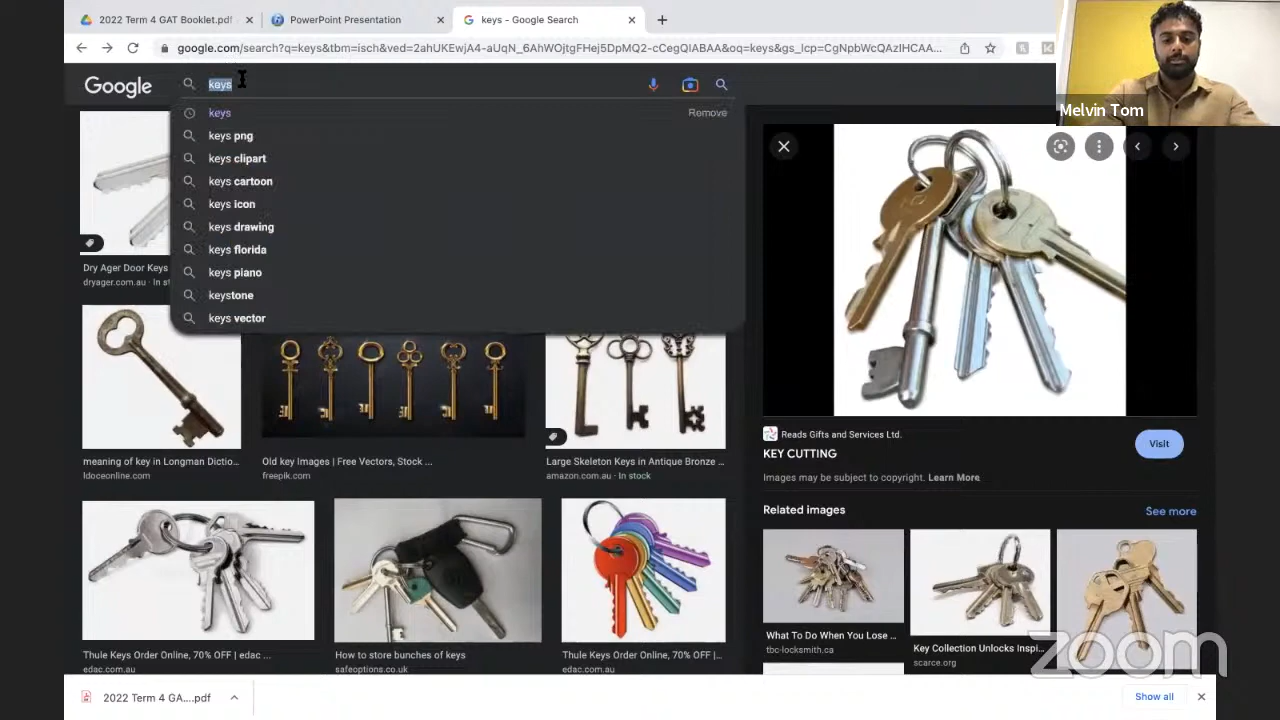 2022 Term 4 GAT Booklet.pdf
PowerPoint Presentation
keys - Google Search
google.com/search?q=keys&tbm=isch&ved=2ahUKEwjA4-aUqN_6AhWOjtgFHej5DpMQ2-cCegQIABAA&oq=keys&gs_lcp=CgNpbWcQAzIHCAA...
Melvin Tom
Google
keys
keys
Remove
keys png
keys clipart
keys cartoon
keys icon
keys drawing
keys florida
keys piano
keystone
keys vector
Dry Ager Door Keys
dryager.com.au · In st
meaning of key in Longman Dictio...
ldoceonline.com
Old key Images | Free Vectors, Stock ...
freepik.com
Large Skeleton Keys in Antique Bronze ...
amazon.com.au · In stock
Thule Keys Order Online, 70% OFF | edac ...
edac.com.au
How to store bunches of keys
safeoptions.co.uk
Thule Keys Order Online, 70% OFF | ...
edac.com.au
Reads Gifts and Services Ltd.
Visit
KEY CUTTING
Images may be subject to copyright. Learn More
Related images
See more
What To Do When You Lose ...
tbc-locksmith.ca
Key Collection Unlocks Inspi...
scarce.org
zoom
2022 Term 4 GA....pdf
Show all